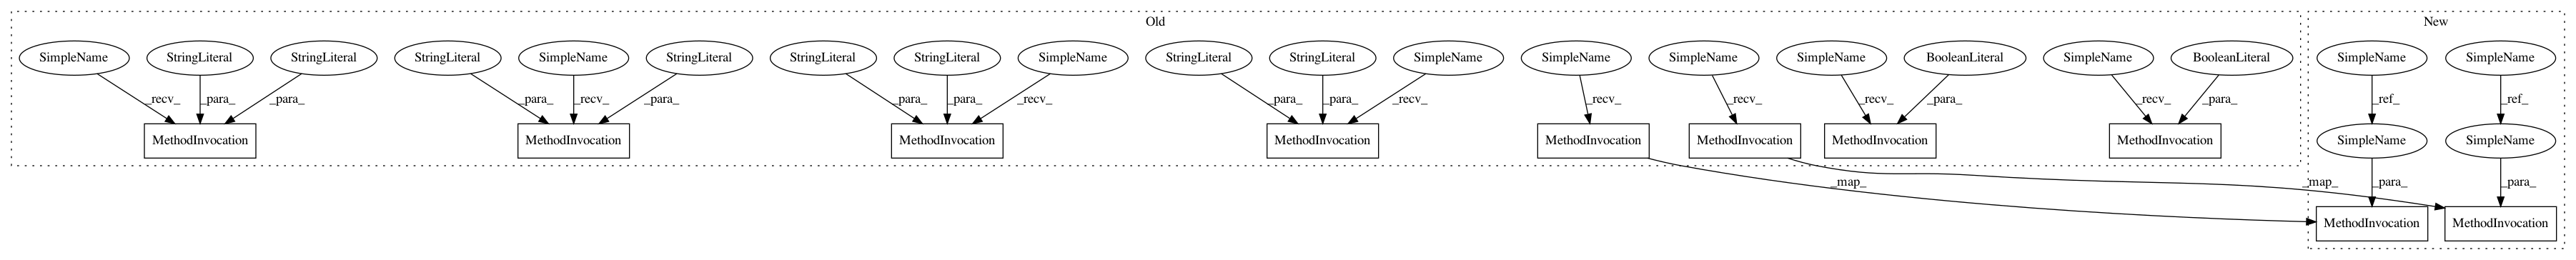 Old
New
SimpleName
StringLiteral
StringLiteral
StringLiteral
SimpleName
StringLiteral
StringLiteral
StringLiteral
SimpleName
StringLiteral
StringLiteral
SimpleName
SimpleName
SimpleName
SimpleName
BooleanLiteral
SimpleName
BooleanLiteral
SimpleName
SimpleName
_recv_
_para_
_para_
_para_
_recv_
_para_
_para_
_para_
_recv_
_para_
_para_
_recv_
_recv_
_recv_
_recv_
_para_
_recv_
_para_
_ref_
_ref_
MethodInvocation
MethodInvocation
MethodInvocation
MethodInvocation
MethodInvocation
MethodInvocation
MethodInvocation
MethodInvocation
SimpleName
SimpleName
_map_
_map_
_para_
_para_
MethodInvocation
MethodInvocation